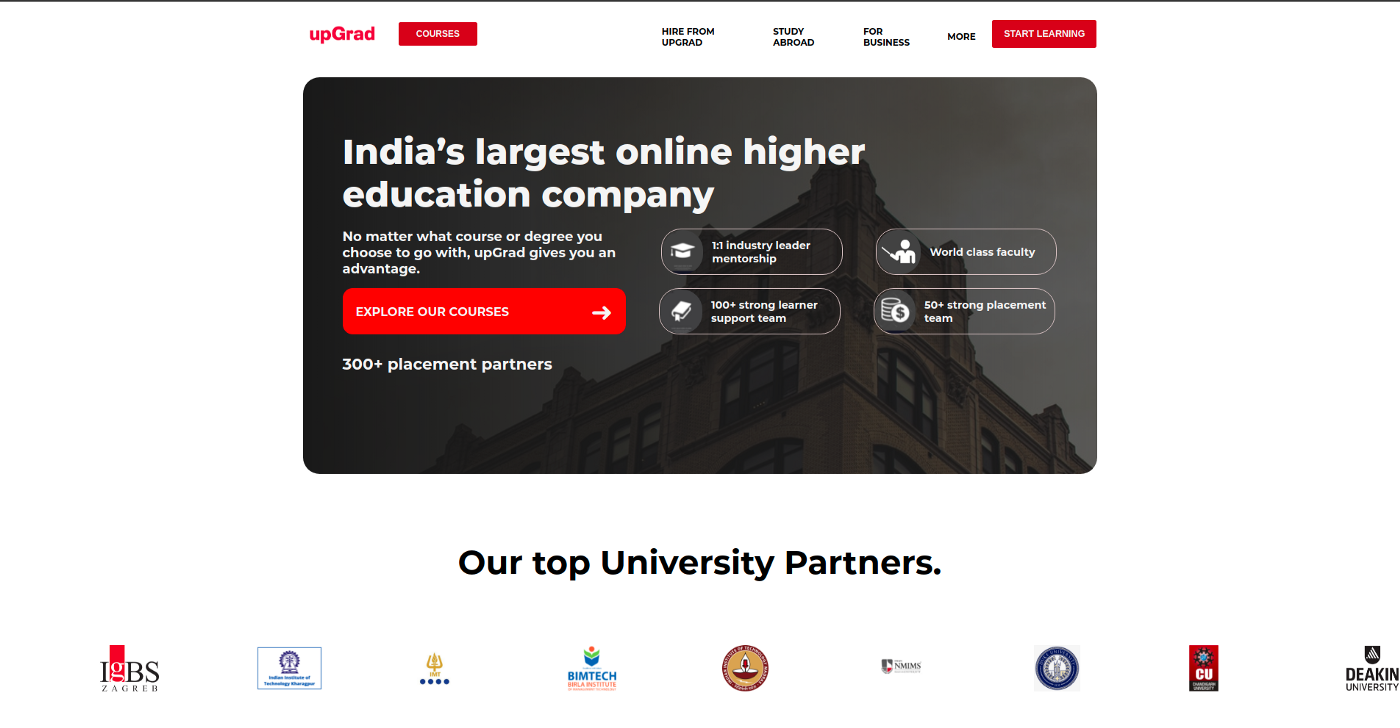 upGrad
COURSES
HIRE FROM
UPGRAD
STUDY
ABROAD
FOR
BUSINESS
MORE
START LEARNING
India’s largest online higher
education company
No matter what course or degree you
choose to go with, upGrad gives you an
advantage.
EXPLORE OUR COURSES
300+ placement partners
1:1 industry leader
mentorship
World class faculty
100+ strong learner
support team
50+ strong placement
team
Our top University Partners.
IgBS
ZAGREB
Indian Institute of
Technology Kharagpur
IMT
BIMTECH
BIRLA INSTITUTE
NMIMS
CU
CHANDIGARH
UNIVERSITY
DEAKIN
UNIVERSITY